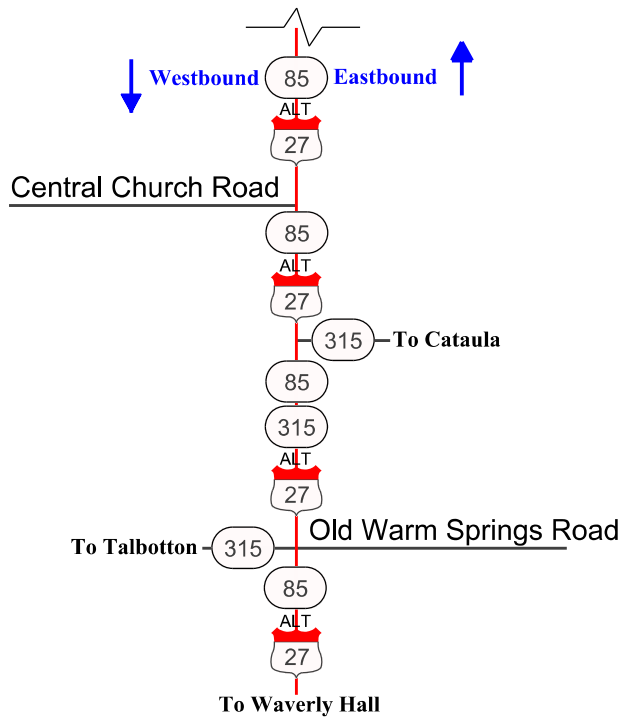 Westbound 85 Eastbound
ALT
27
Central Church Road
85
ALT
27
315 To Cataula
85
315
ALT
27
Old Warm Springs Road
To Talbotton 315
85
ALT
27
To Waverly Hall